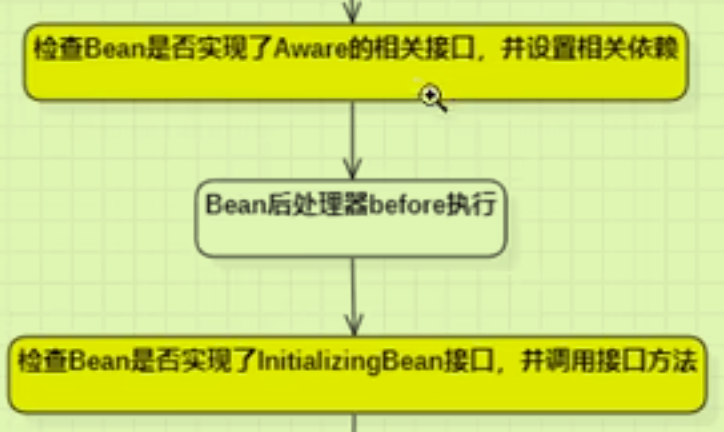 检查Bean是否实现了Aware的相关接口，并设置相关依赖
Bean后处理器before执行
检查Bean是否实现了InitializingBean接口，并调用接口方法